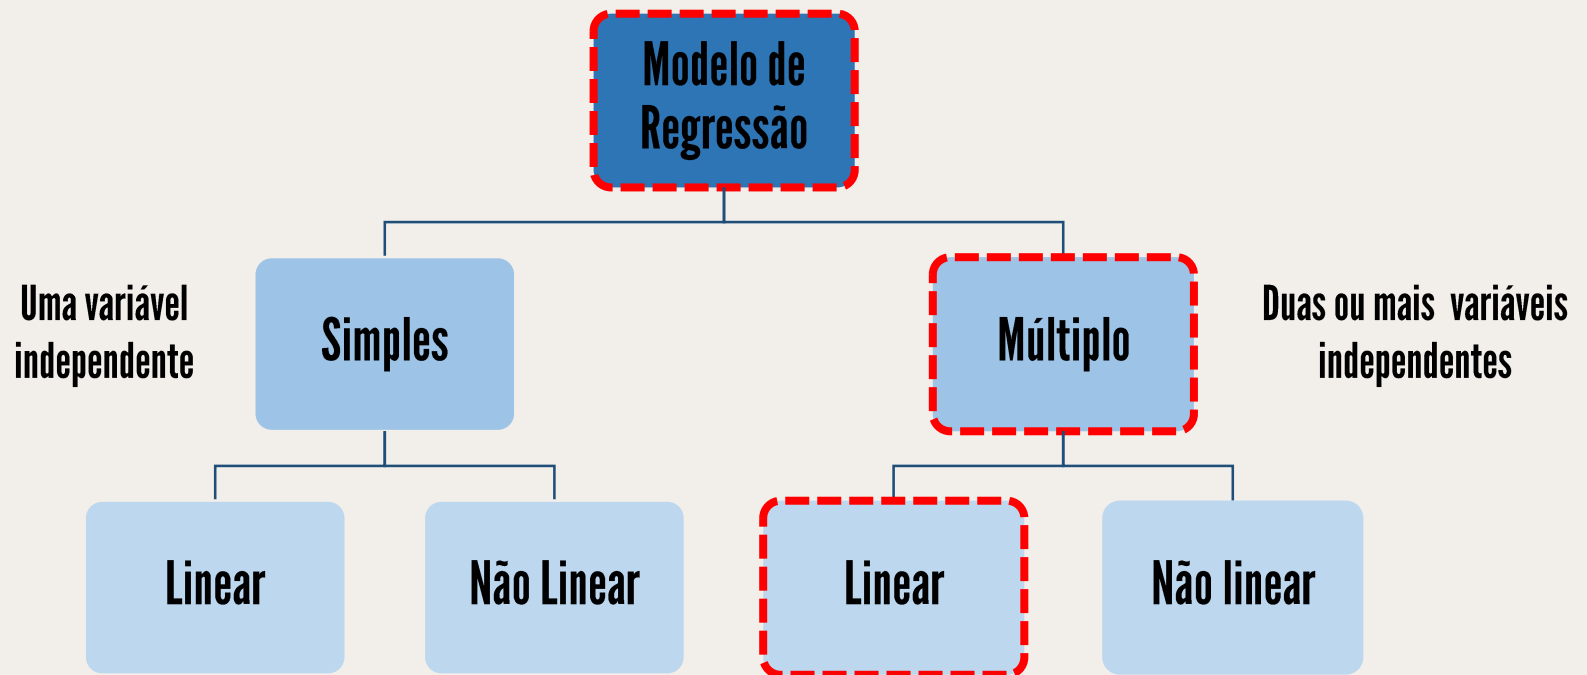 Modelo de
Regressão
Uma variável
independente
Simples
Múltiplo
Duas ou mais variáveis
independentes
Linear
Não Linear
Linear
Não linear